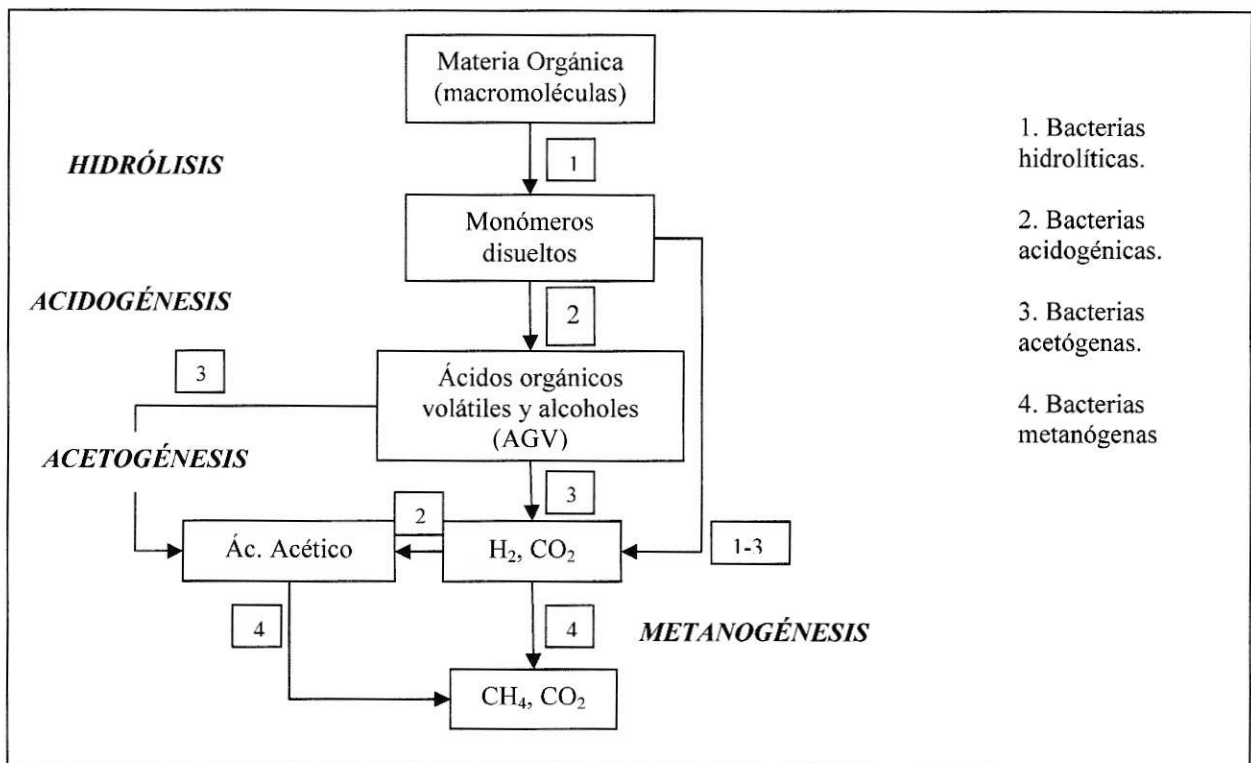 Materia Orgánica
(macromoléculas)
1
HIDRÓLISIS
Monómeros
disueltos
ACIDOGÉNESIS
2
3
Ácidos orgánicos
volátiles y alcoholes
(AGV)
ACETOGÉNESIS
3
2
Ác. Acético
H₂, CO₂
1-3
4
4
METANOGÉNESIS
CH₄, CO₂
1. Bacterias
hidrolíticas.
2. Bacterias
acidogénicas.
3. Bacterias
acetógenas.
4. Bacterias
metanógenas